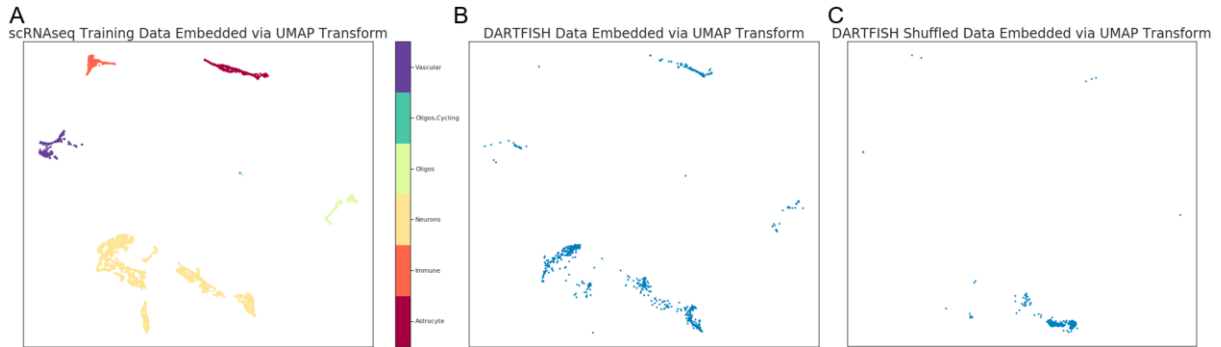 A
scRNAseq Training Data Embedded via UMAP Transform
Vascular
Oligos,Cycling
Oligos
Neurons
Immune
Astrocyte
B
DARTFISH Data Embedded via UMAP Transform
C
DARTFISH Shuffled Data Embedded via UMAP Transform